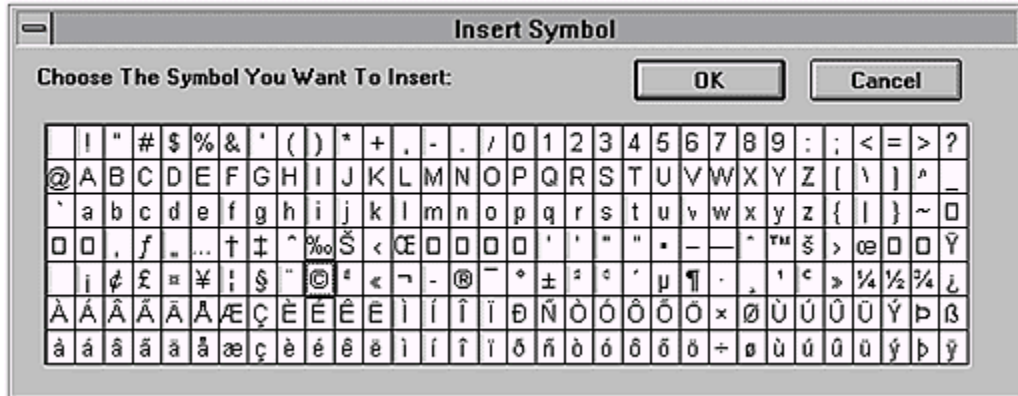 Insert Symbol
Choose The Symbol You Want To Insert: OK Cancel
! " # $ % & ' ( ) * + , - . / 0 1 2 3 4 5 6 7 8 9 : ; < = > ?
@ A B C D E F G H I J K L M N O P Q R S T U V W X Y Z [ \ ] ^ _
` a b c d e f g h i j k l m n o p q r s t u v w x y z { | } ~ □
□ □ ‚ ƒ „ … † ‡ ˆ ‰ Š ‹ Œ □ □ □ □ ‘ ’ “ ” • – — ˜ ™ š › œ □ □ Ÿ
¡ ¢ £ ¤ ¥ ¦ § ¨ © ª « ¬ - ® ¯ ° ± ² ³ ´ µ ¶ · ¸ ¹ º » ¼ ½ ¾ ¿
À Á Â Ã Ä Å Æ Ç È É Ê Ë Ì Í Î Ï Ð Ñ Ò Ó Ô Õ Ö × Ø Ù Ú Û Ü Ý Þ ß
à á â ã ä å æ ç è é ê ë ì í î ï ð ñ ò ó ô õ ö ÷ ø ù ú û ü ý þ ÿ